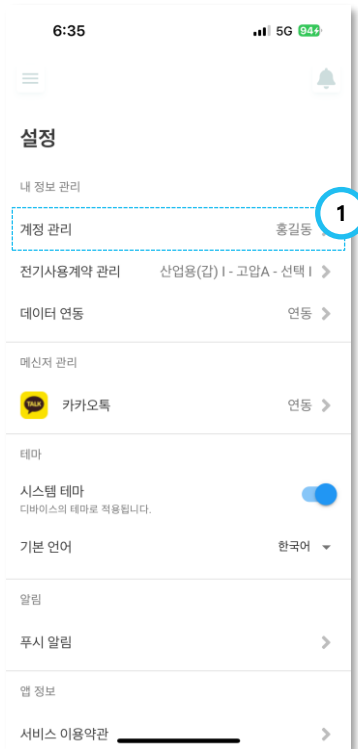 6:35 5G 94
설정
내 정보 관리
1
계정 관리 홍길동
전기사용계약 관리 산업용(갑) I - 고압A - 선택 I
데이터 연동 연동
메신저 관리
TALK 카카오톡 연동
테마
시스템 테마
디바이스의 테마로 적용됩니다.
기본 언어 한국어
알림
푸시 알림
앱 정보
서비스 이용약관